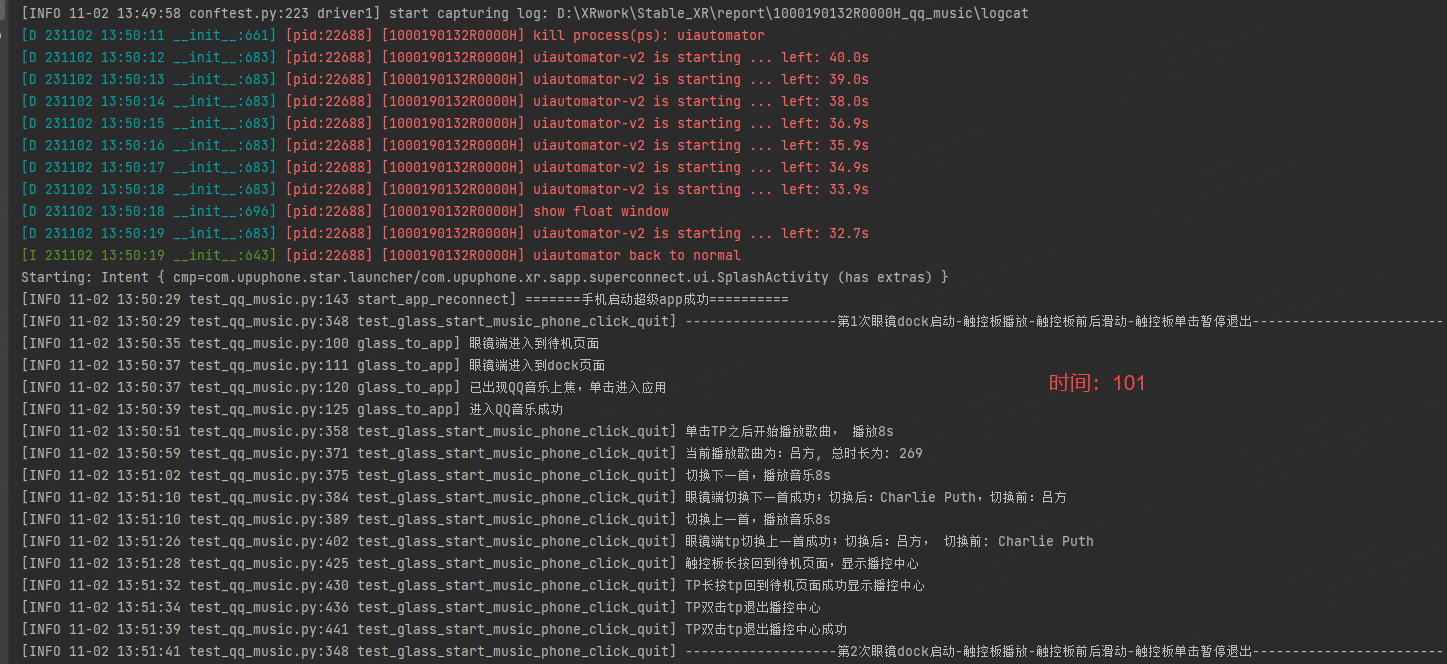 [INFO 11-02 13:49:58 conftest.py:223 driver1] start capturing log: D:\XRwork\Stable_XR\report\1000190132R0000H_qq_music\logcat
[D 231102 13:50:11 __init__:661] [pid:22688] [1000190132R0000H] kill process(ps): uiautomator
[D 231102 13:50:12 __init__:683] [pid:22688] [1000190132R0000H] uiautomator-v2 is starting ... left: 40.0s
[D 231102 13:50:13 __init__:683] [pid:22688] [1000190132R0000H] uiautomator-v2 is starting ... left: 39.0s
[D 231102 13:50:14 __init__:683] [pid:22688] [1000190132R0000H] uiautomator-v2 is starting ... left: 38.0s
[D 231102 13:50:15 __init__:683] [pid:22688] [1000190132R0000H] uiautomator-v2 is starting ... left: 36.9s
[D 231102 13:50:16 __init__:683] [pid:22688] [1000190132R0000H] uiautomator-v2 is starting ... left: 35.9s
[D 231102 13:50:17 __init__:683] [pid:22688] [1000190132R0000H] uiautomator-v2 is starting ... left: 34.9s
[D 231102 13:50:18 __init__:683] [pid:22688] [1000190132R0000H] uiautomator-v2 is starting ... left: 33.9s
[D 231102 13:50:18 __init__:696] [pid:22688] [1000190132R0000H] show float window
[D 231102 13:50:19 __init__:683] [pid:22688] [1000190132R0000H] uiautomator-v2 is starting ... left: 32.7s
[I 231102 13:50:19 __init__:643] [pid:22688] [1000190132R0000H] uiautomator back to normal
Starting: Intent { cmp=com.upuphone.star.launcher/com.upuphone.xr.sapp.superconnect.ui.SplashActivity (has extras) }
[INFO 11-02 13:50:29 test_qq_music.py:143 start_app_reconnect] =======手机启动超级app成功==========
[INFO 11-02 13:50:29 test_qq_music.py:348 test_glass_start_music_phone_click_quit] -------------------第1次眼镜dock启动-触控板播放-触控板前后滑动-触控板单击暂停退出------------------------
[INFO 11-02 13:50:35 test_qq_music.py:100 glass_to_app] 眼镜端进入到待机页面
[INFO 11-02 13:50:37 test_qq_music.py:111 glass_to_app] 眼镜端进入到dock页面
[INFO 11-02 13:50:37 test_qq_music.py:120 glass_to_app] 已出现QQ音乐上焦，单击进入应用
时间：101
[INFO 11-02 13:50:39 test_qq_music.py:125 glass_to_app] 进入QQ音乐成功
[INFO 11-02 13:50:51 test_qq_music.py:358 test_glass_start_music_phone_click_quit] 单击TP之后开始播放歌曲， 播放8s
[INFO 11-02 13:50:59 test_qq_music.py:371 test_glass_start_music_phone_click_quit] 当前播放歌曲为：吕方, 总时长为: 269
[INFO 11-02 13:51:02 test_qq_music.py:375 test_glass_start_music_phone_click_quit] 切换下一首，播放音乐8s
[INFO 11-02 13:51:10 test_qq_music.py:384 test_glass_start_music_phone_click_quit] 眼镜端切换下一首成功；切换后：Charlie Puth，切换前：吕方
[INFO 11-02 13:51:10 test_qq_music.py:389 test_glass_start_music_phone_click_quit] 切换上一首，播放音乐8s
[INFO 11-02 13:51:26 test_qq_music.py:402 test_glass_start_music_phone_click_quit] 眼镜端tp切换上一首成功；切换后：吕方， 切换前: Charlie Puth
[INFO 11-02 13:51:28 test_qq_music.py:425 test_glass_start_music_phone_click_quit] 触控板长按回到待机页面，显示播控中心
[INFO 11-02 13:51:32 test_qq_music.py:430 test_glass_start_music_phone_click_quit] TP长按tp回到待机页面成功显示播控中心
[INFO 11-02 13:51:34 test_qq_music.py:436 test_glass_start_music_phone_click_quit] TP双击tp退出播控中心
[INFO 11-02 13:51:39 test_qq_music.py:441 test_glass_start_music_phone_click_quit] TP双击tp退出播控中心成功
[INFO 11-02 13:51:41 test_qq_music.py:348 test_glass_start_music_phone_click_quit] -------------------第2次眼镜dock启动-触控板播放-触控板前后滑动-触控板单击暂停退出------------------------